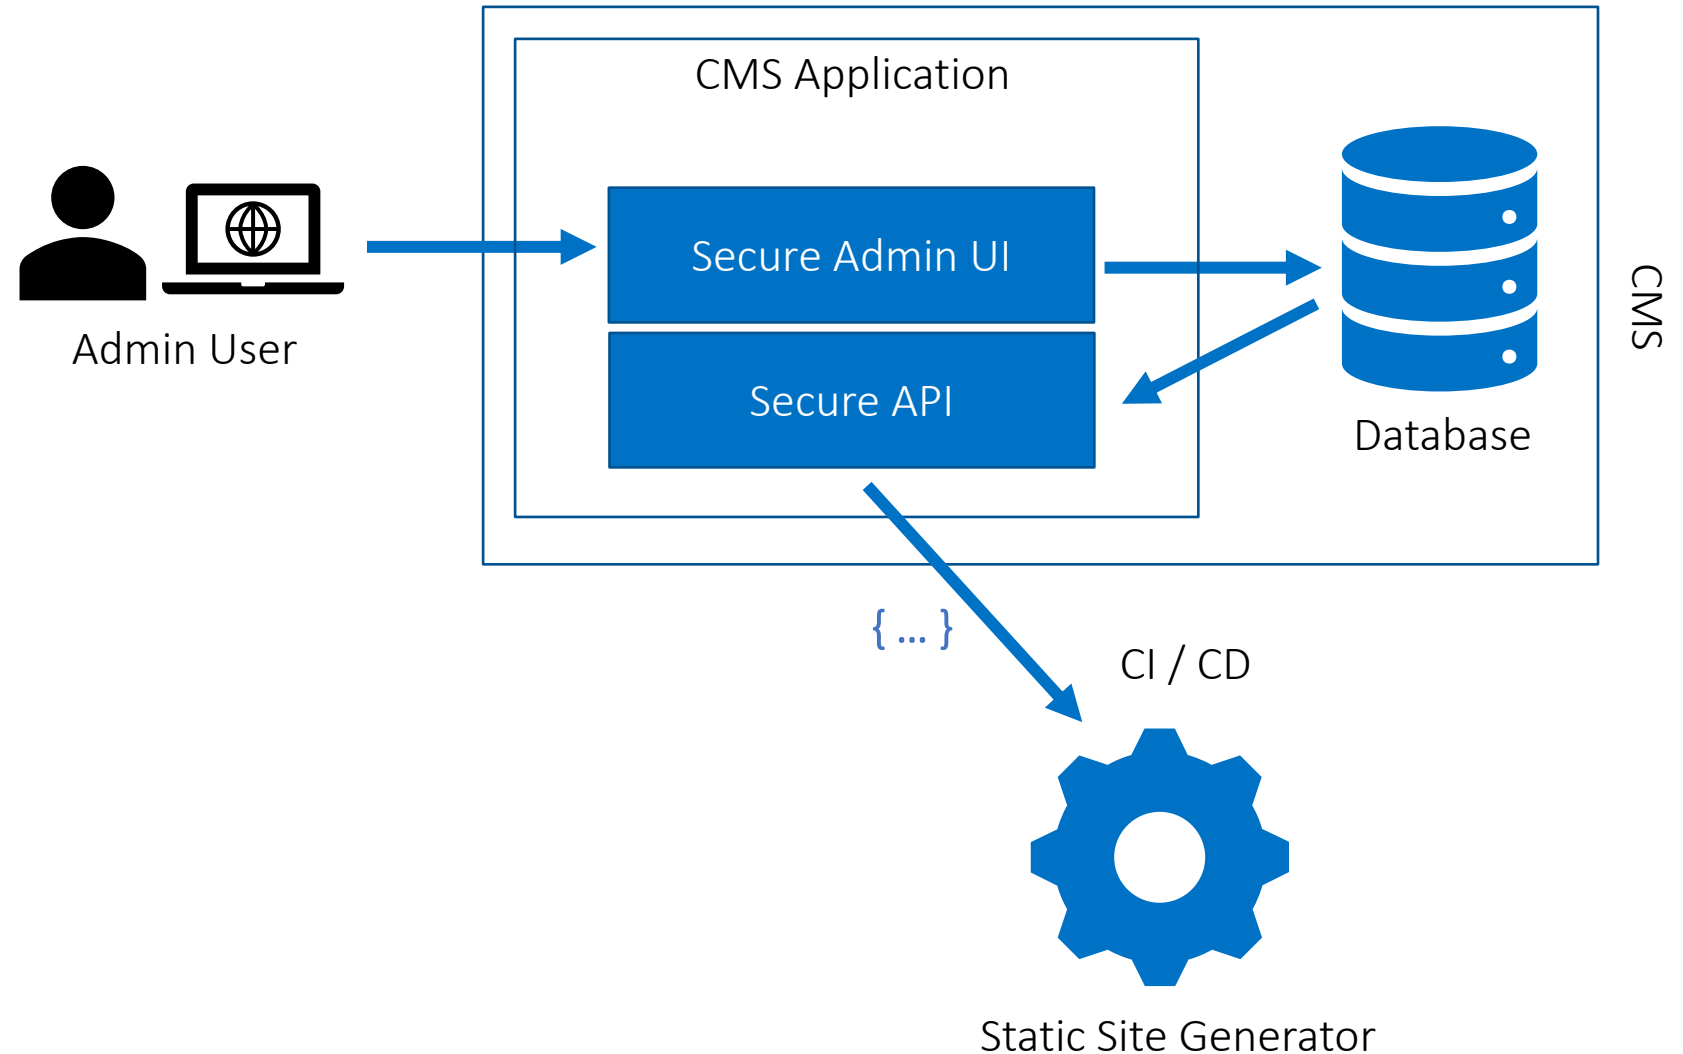 CMS Application
Secure Admin UI
Admin User
Secure API
Database
CMS
{ ... }
CI / CD
Static Site Generator